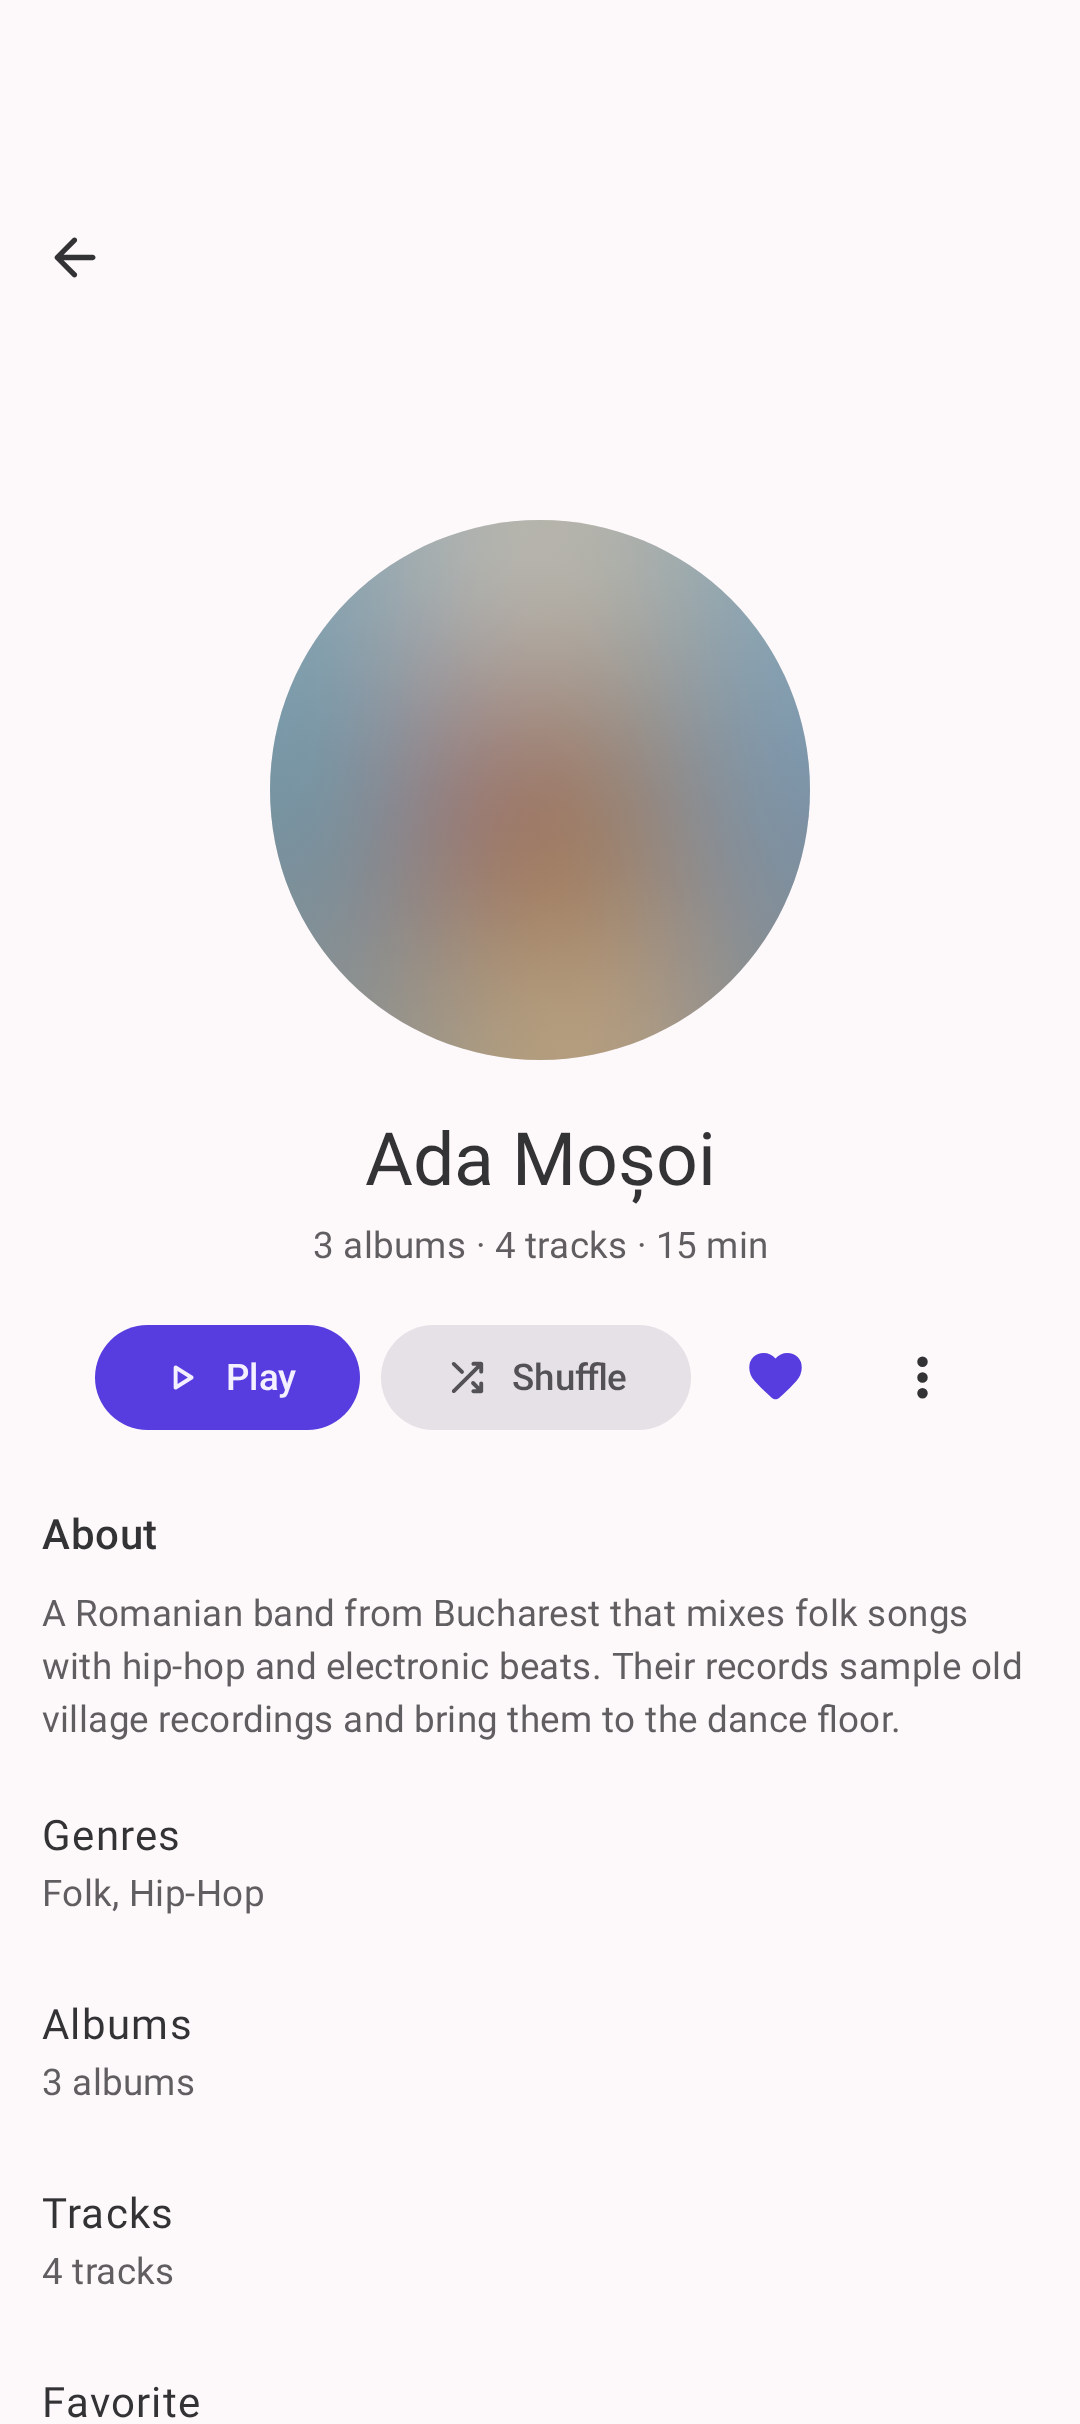 Ada Moșoi
3 albums · 4 tracks · 15 min
Play
Shuffle
About
A Romanian band from Bucharest that mixes folk songs
with hip-hop and electronic beats. Their records sample old
village recordings and bring them to the dance floor.
Genres
Folk, Hip-Hop
Albums
3 albums
Tracks
4 tracks
Favorite